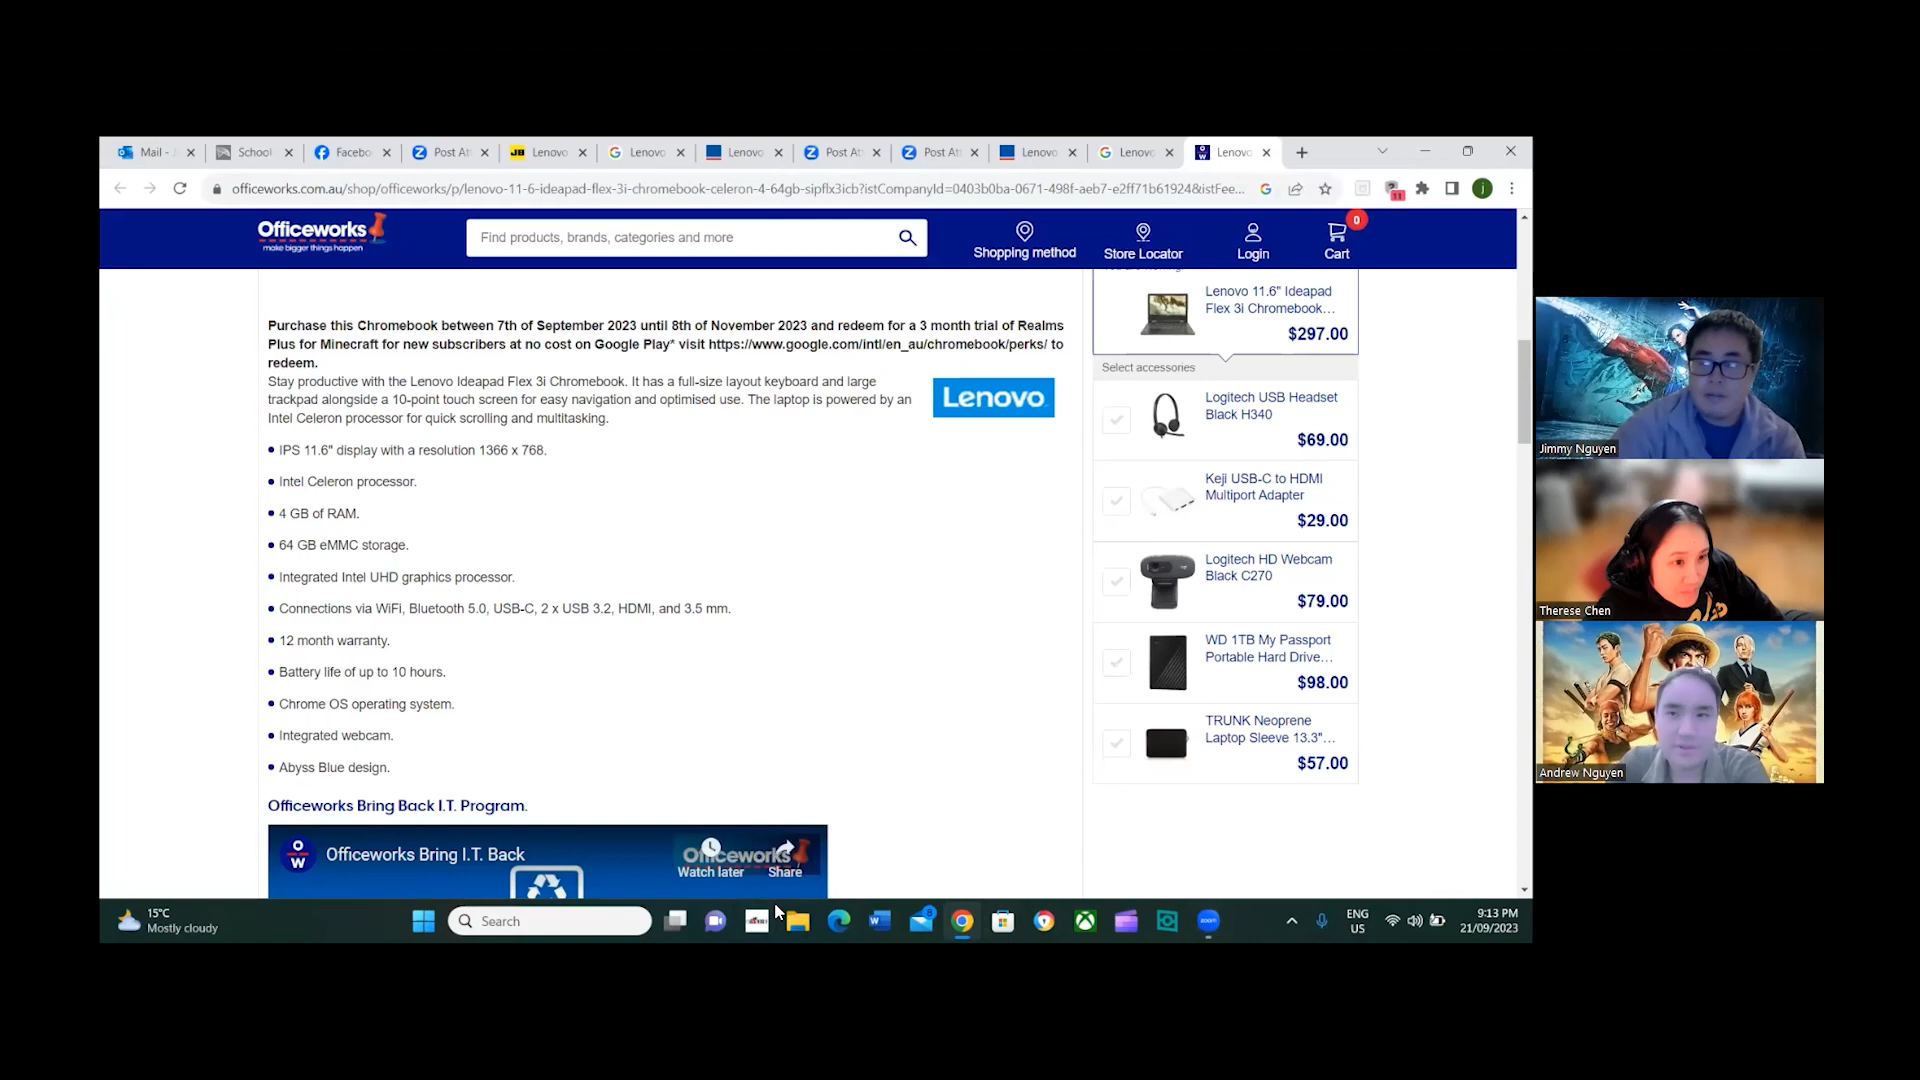 Mail -
School
Facebo
Post At
Lenovo
Lenovo
Lenovo
Post At
Post At
Lenovo
Lenovo
Lenovo
officeworks.com.au/shop/officeworks/p/lenovo-11-6-ideapad-flex-3i-chromebook-celeron-4-64gb-sipflx3icb?istCompanyId=0403b0ba-0671-498f-aeb7-e2ff71b61924&istFee...
11
j
Officeworks
make bigger things happen
Find products, brands, categories and more
Shopping method
Store Locator
Login
0
Cart
Purchase this Chromebook between 7th of September 2023 until 8th of November 2023 and redeem for a 3 month trial of Realms
Plus for Minecraft for new subscribers at no cost on Google Play* visit https://www.google.com/intl/en_au/chromebook/perks/ to
redeem.
Stay productive with the Lenovo Ideapad Flex 3i Chromebook. It has a full-size layout keyboard and large
trackpad alongside a 10-point touch screen for easy navigation and optimised use. The laptop is powered by an
Intel Celeron processor for quick scrolling and multitasking.
Lenovo
• IPS 11.6" display with a resolution 1366 x 768.
• Intel Celeron processor.
• 4 GB of RAM.
• 64 GB eMMC storage.
• Integrated Intel UHD graphics processor.
• Connections via WiFi, Bluetooth 5.0, USB-C, 2 x USB 3.2, HDMI, and 3.5 mm.
• 12 month warranty.
• Battery life of up to 10 hours.
• Chrome OS operating system.
• Integrated webcam.
• Abyss Blue design.
Officeworks Bring Back I.T. Program.
OW
Officeworks Bring I.T. Back
Officeworks
Watch later
Share
Lenovo 11.6" Ideapad
Flex 3i Chromebook...
$297.00
Select accessories
Logitech USB Headset
Black H340
$69.00
Keji USB-C to HDMI
Multiport Adapter
$29.00
Logitech HD Webcam
Black C270
$79.00
WD 1TB My Passport
Portable Hard Drive...
$98.00
TRUNK Neoprene
Laptop Sleeve 13.3"...
$57.00
Jimmy Nguyen
Therese Chen
Andrew Nguyen
15°C
Mostly cloudy
Search
zoom
ENG
US
9:13 PM
21/09/2023